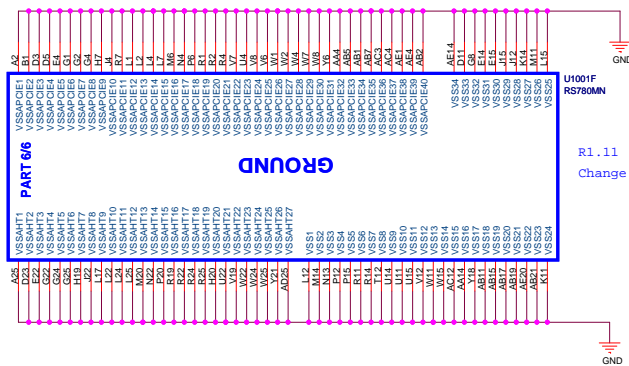 A2
B1
D3
D5
E4
G1
G2
G4
H7
J4
R7
L1
L2
L4
L7
M6
N4
P6
R1
R2
R4
V7
U4
V8
V6
W1
W2
W4
W7
W8
Y6
AA4
AB5
AB1
AB7
AC3
AC4
AE1
AE4
AB2
AE14
D11
G8
E14
E15
J15
J12
K14
M11
L15
GND
VSSAPCIE1
VSSAPCIE2
VSSAPCIE3
VSSAPCIE4
VSSAPCIE5
VSSAPCIE6
VSSAPCIE7
VSSAPCIE8
VSSAPCIE9
VSSAPCIE10
VSSAPCIE11
VSSAPCIE12
VSSAPCIE13
VSSAPCIE14
VSSAPCIE15
VSSAPCIE16
VSSAPCIE17
VSSAPCIE18
VSSAPCIE19
VSSAPCIE20
VSSAPCIE21
VSSAPCIE22
VSSAPCIE23
VSSAPCIE24
VSSAPCIE25
VSSAPCIE26
VSSAPCIE27
VSSAPCIE28
VSSAPCIE29
VSSAPCIE30
VSSAPCIE31
VSSAPCIE32
VSSAPCIE33
VSSAPCIE34
VSSAPCIE35
VSSAPCIE36
VSSAPCIE37
VSSAPCIE38
VSSAPCIE39
VSSAPCIE40
VSS34
VSS33
VSS32
VSS31
VSS30
VSS29
VSS28
VSS27
VSS26
VSS25
U1001F
RS780MN
PART 6/6
GROUND
R1.11
Change
VSSAHT1
VSSAHT2
VSSAHT3
VSSAHT4
VSSAHT5
VSSAHT6
VSSAHT7
VSSAHT8
VSSAHT9
VSSAHT10
VSSAHT11
VSSAHT12
VSSAHT13
VSSAHT14
VSSAHT15
VSSAHT16
VSSAHT17
VSSAHT18
VSSAHT19
VSSAHT20
VSSAHT21
VSSAHT22
VSSAHT23
VSSAHT24
VSSAHT25
VSSAHT26
VSSAHT27
VSS1
VSS2
VSS3
VSS4
VSS5
VSS6
VSS7
VSS8
VSS9
VSS10
VSS11
VSS12
VSS13
VSS14
VSS15
VSS16
VSS17
VSS18
VSS19
VSS20
VSS21
VSS22
VSS23
VSS24
A25
D23
E22
G22
G24
G25
H19
J22
L17
L22
L24
L25
M20
N22
P20
R19
R22
R24
R25
H20
U22
V19
W22
W24
W25
Y21
AD25
L12
M14
N13
P12
P15
R11
R14
T12
U14
U11
U15
V12
W11
W15
AC12
AA14
Y18
AB11
AB15
AB17
AB19
AE20
AB21
K11
GND